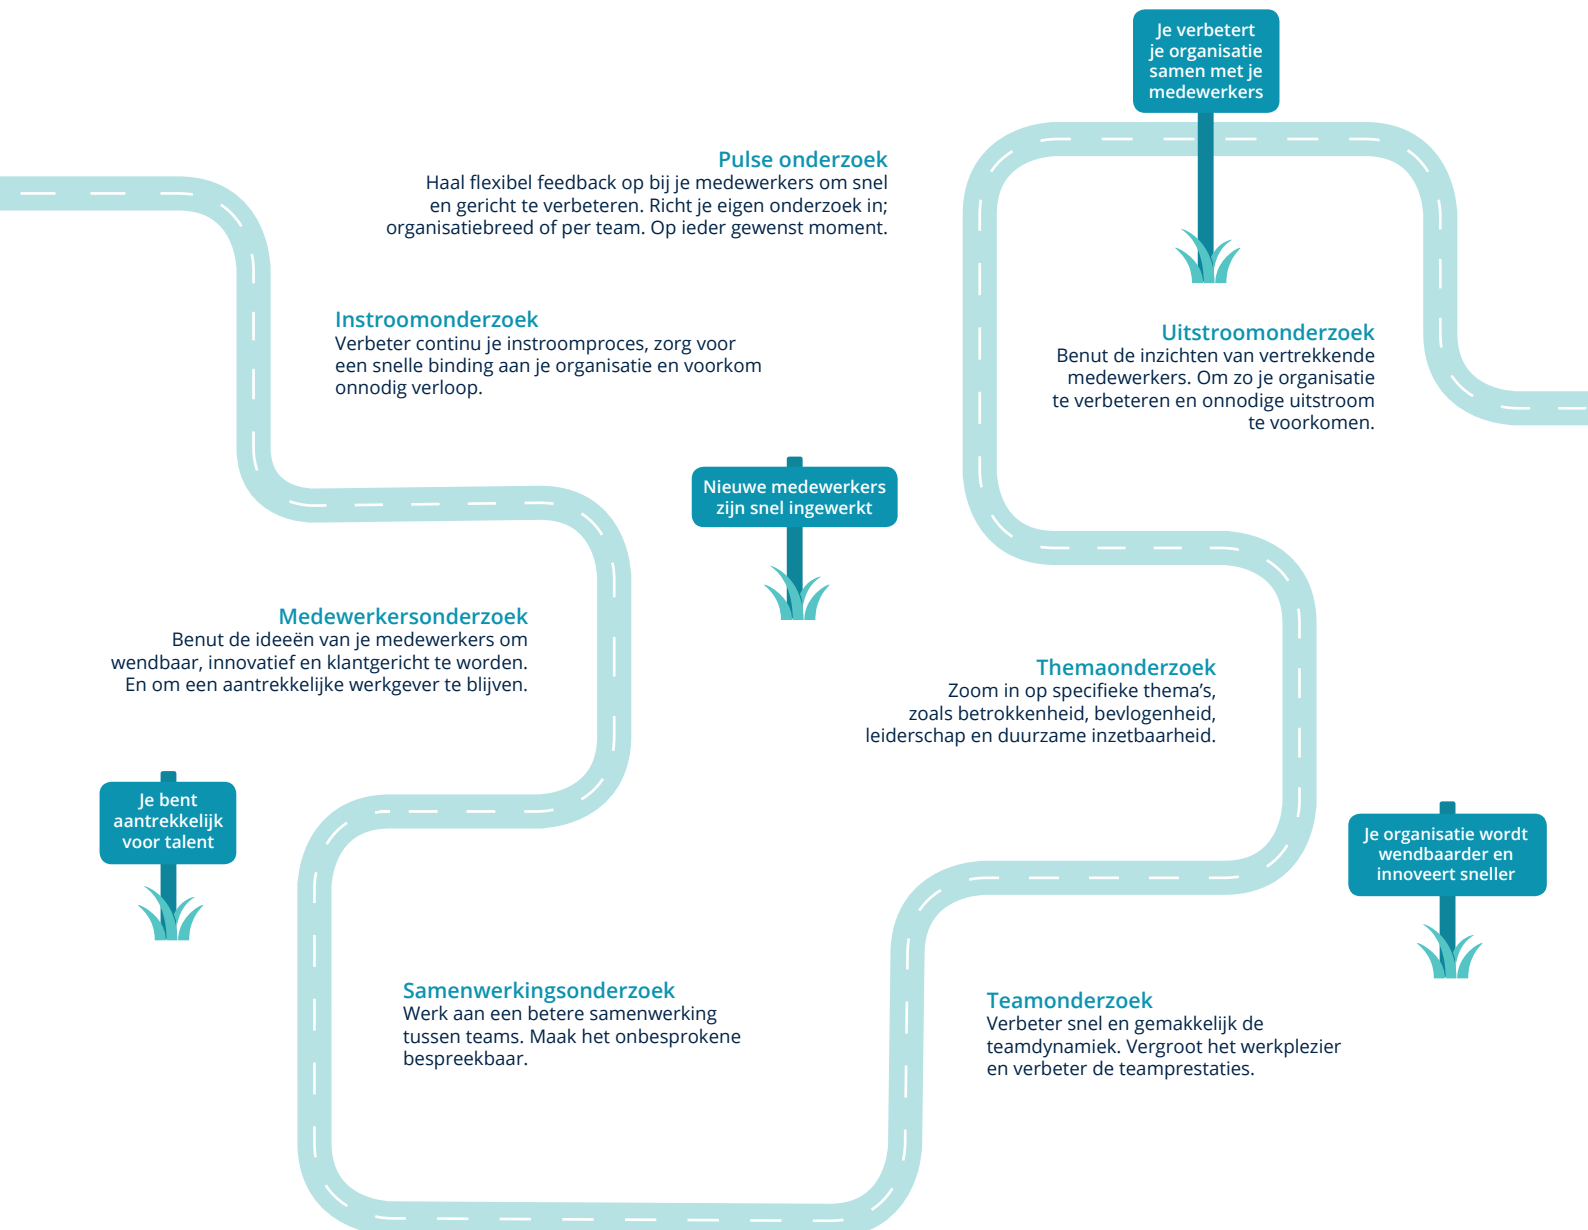 Je verbetert
je organisatie
samen met je
medewerkers
Pulse onderzoek
Haal flexibel feedback op bij je medewerkers om snel
en gericht te verbeteren. Richt je eigen onderzoek in;
organisatiebreed of per team. Op ieder gewenst moment.
Instroomonderzoek
Verbeter continu je instroomproces, zorg voor
een snelle binding aan je organisatie en voorkom
onnodig verloop.
Uitstroomonderzoek
Benut de inzichten van vertrekkende
medewerkers. Om zo je organisatie
te verbeteren en onnodige uitstroom
te voorkomen.
Nieuwe medewerkers
zijn snel ingewerkt
Medewerkersonderzoek
Benut de ideeën van je medewerkers om
wendbaar, innovatief en klantgericht te worden.
En om een aantrekkelijke werkgever te blijven.
Themaonderzoek
Zoom in op specifieke thema’s,
zoals betrokkenheid, bevlogenheid,
leiderschap en duurzame inzetbaarheid.
Je bent
aantrekkelijk
voor talent
Je organisatie wordt
wendbaarder en
innoveert sneller
Samenwerkingsonderzoek
Werk aan een betere samenwerking
tussen teams. Maak het onbesprokene
bespreekbaar.
Teamonderzoek
Verbeter snel en gemakkelijk de
teamdynamiek. Vergroot het werkplezier
en verbeter de teamprestaties.